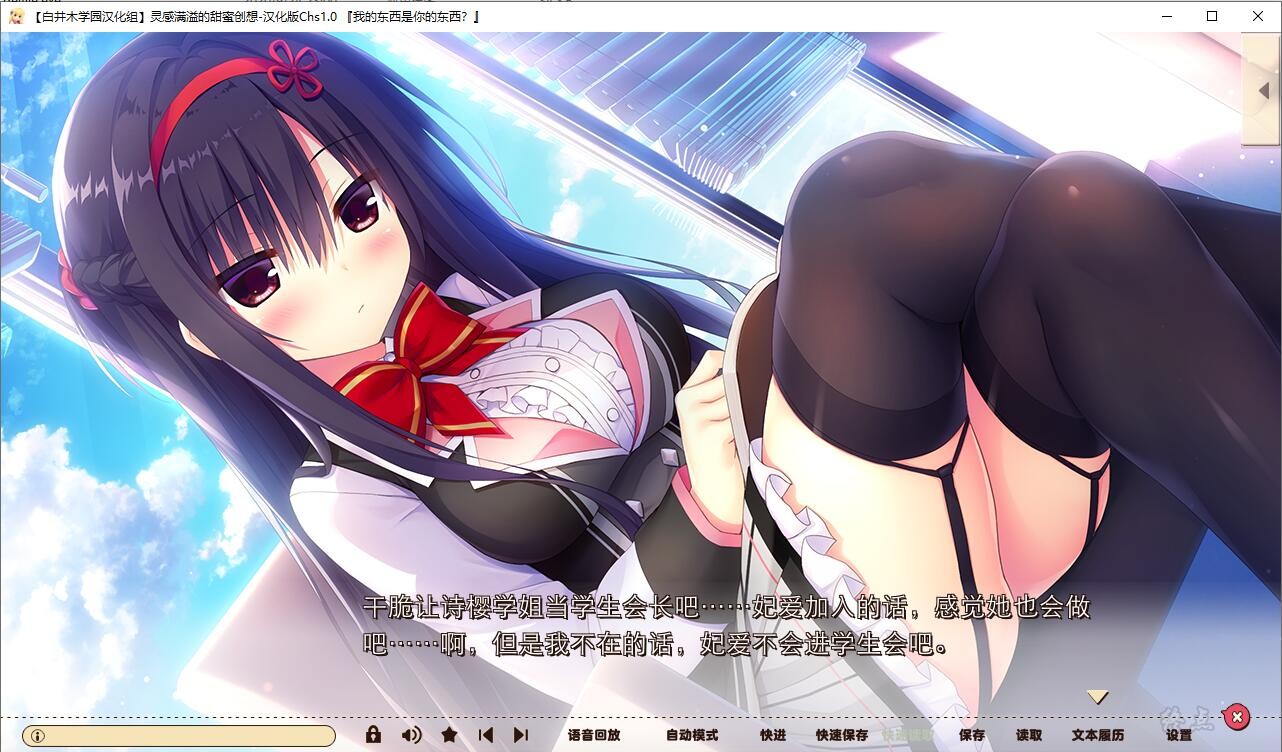 【白井木学园汉化组】灵感满溢的甜蜜创想-汉化版Chs1.0 『我的东西是你的东西？』
干脆让诗樱学姐当学生会长吧……妃爱加入的话，感觉她也会做
吧……啊，但是我不在的话，妃爱不会进学生会吧。
语音回放 自动模式 快进 快速保存 快速读取 保存 读取 文本履历 设置